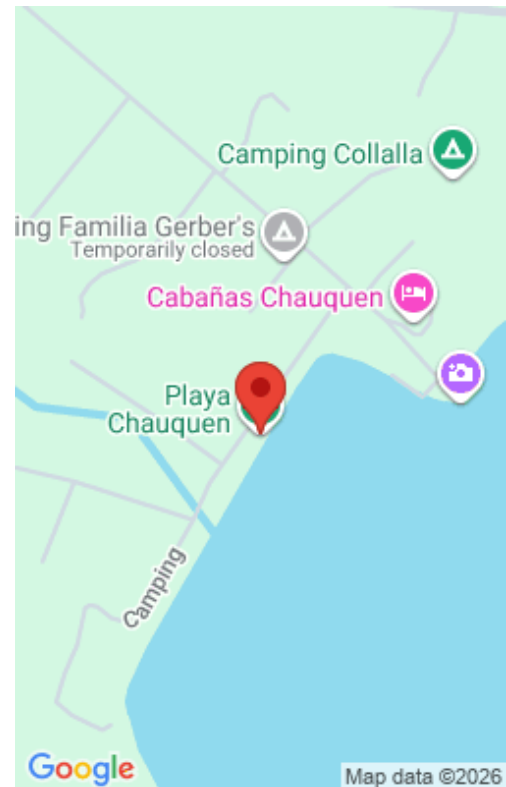 Camping Collalla
ing Familia Gerber's
Temporarily closed
Cabañas Chauquen
Playa
Chauquen
Camping
Google
Map data ©2026